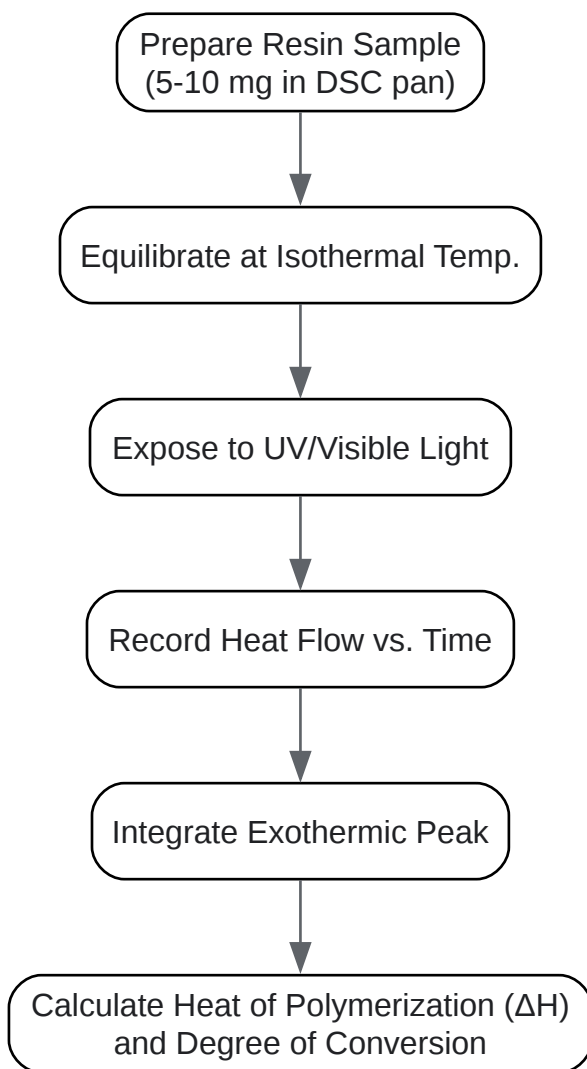 Prepare Resin Sample
(5-10 mg in DSC pan)
Equilibrate at Isothermal Temp.
Expose to UV/Visible Light
Record Heat Flow vs. Time
Integrate Exothermic Peak
Calculate Heat of Polymerization (ΔH)
and Degree of Conversion